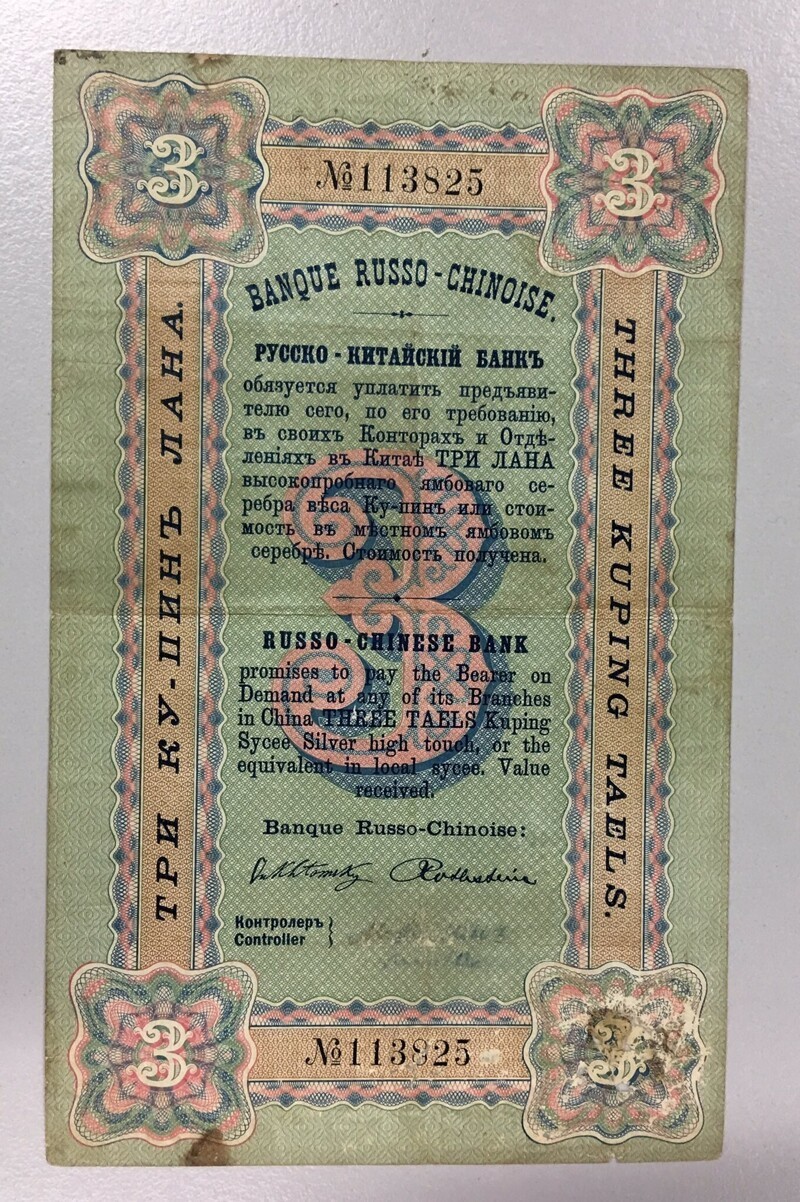 3
№113825
3
BANQUE RUSSO-CHINOISE.
ТРИ КУ-ПИНЪ ЛАНА.
THREE KUPING TAELS.
РУССКО-КИТАЙСКІЙ БАНКЪ
обязуется уплатить предъяви-
телю сего, по его требованію,
въ своихъ Конторахъ и Отдѣ-
леніяхъ въ Китаѣ ТРИ ЛАНА
высокопробнаго ямбоваго се-
ребра вѣса Ку-пинъ или стои-
мость въ мѣстномъ ямбовомъ
серебрѣ. Стоимость получена.
3
RUSSO-CHINESE BANK
promises to pay the Bearer on
Demand at any of its Branches
in China THREE TAELS Kuping
Sycee Silver high touch, or the
equivalent in local sycee. Value
received.
Banque Russo-Chinoise:
Контролеръ
Controller
3
№113825
3